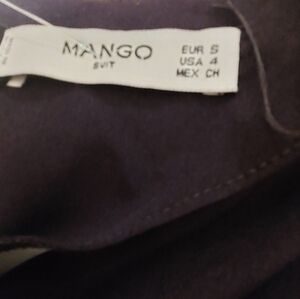 MANGO
SUIT
EUR S
USA 4
MEX CH